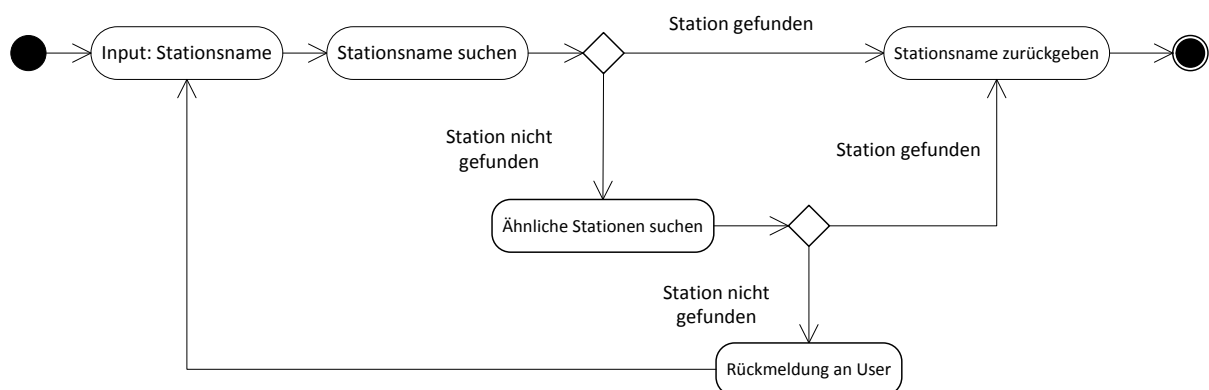 Station gefunden
Input: Stationsname
Stationsname suchen
Stationsname zurückgeben
Station nicht
gefunden
Station gefunden
Ähnliche Stationen suchen
Station nicht
gefunden
Rückmeldung an User